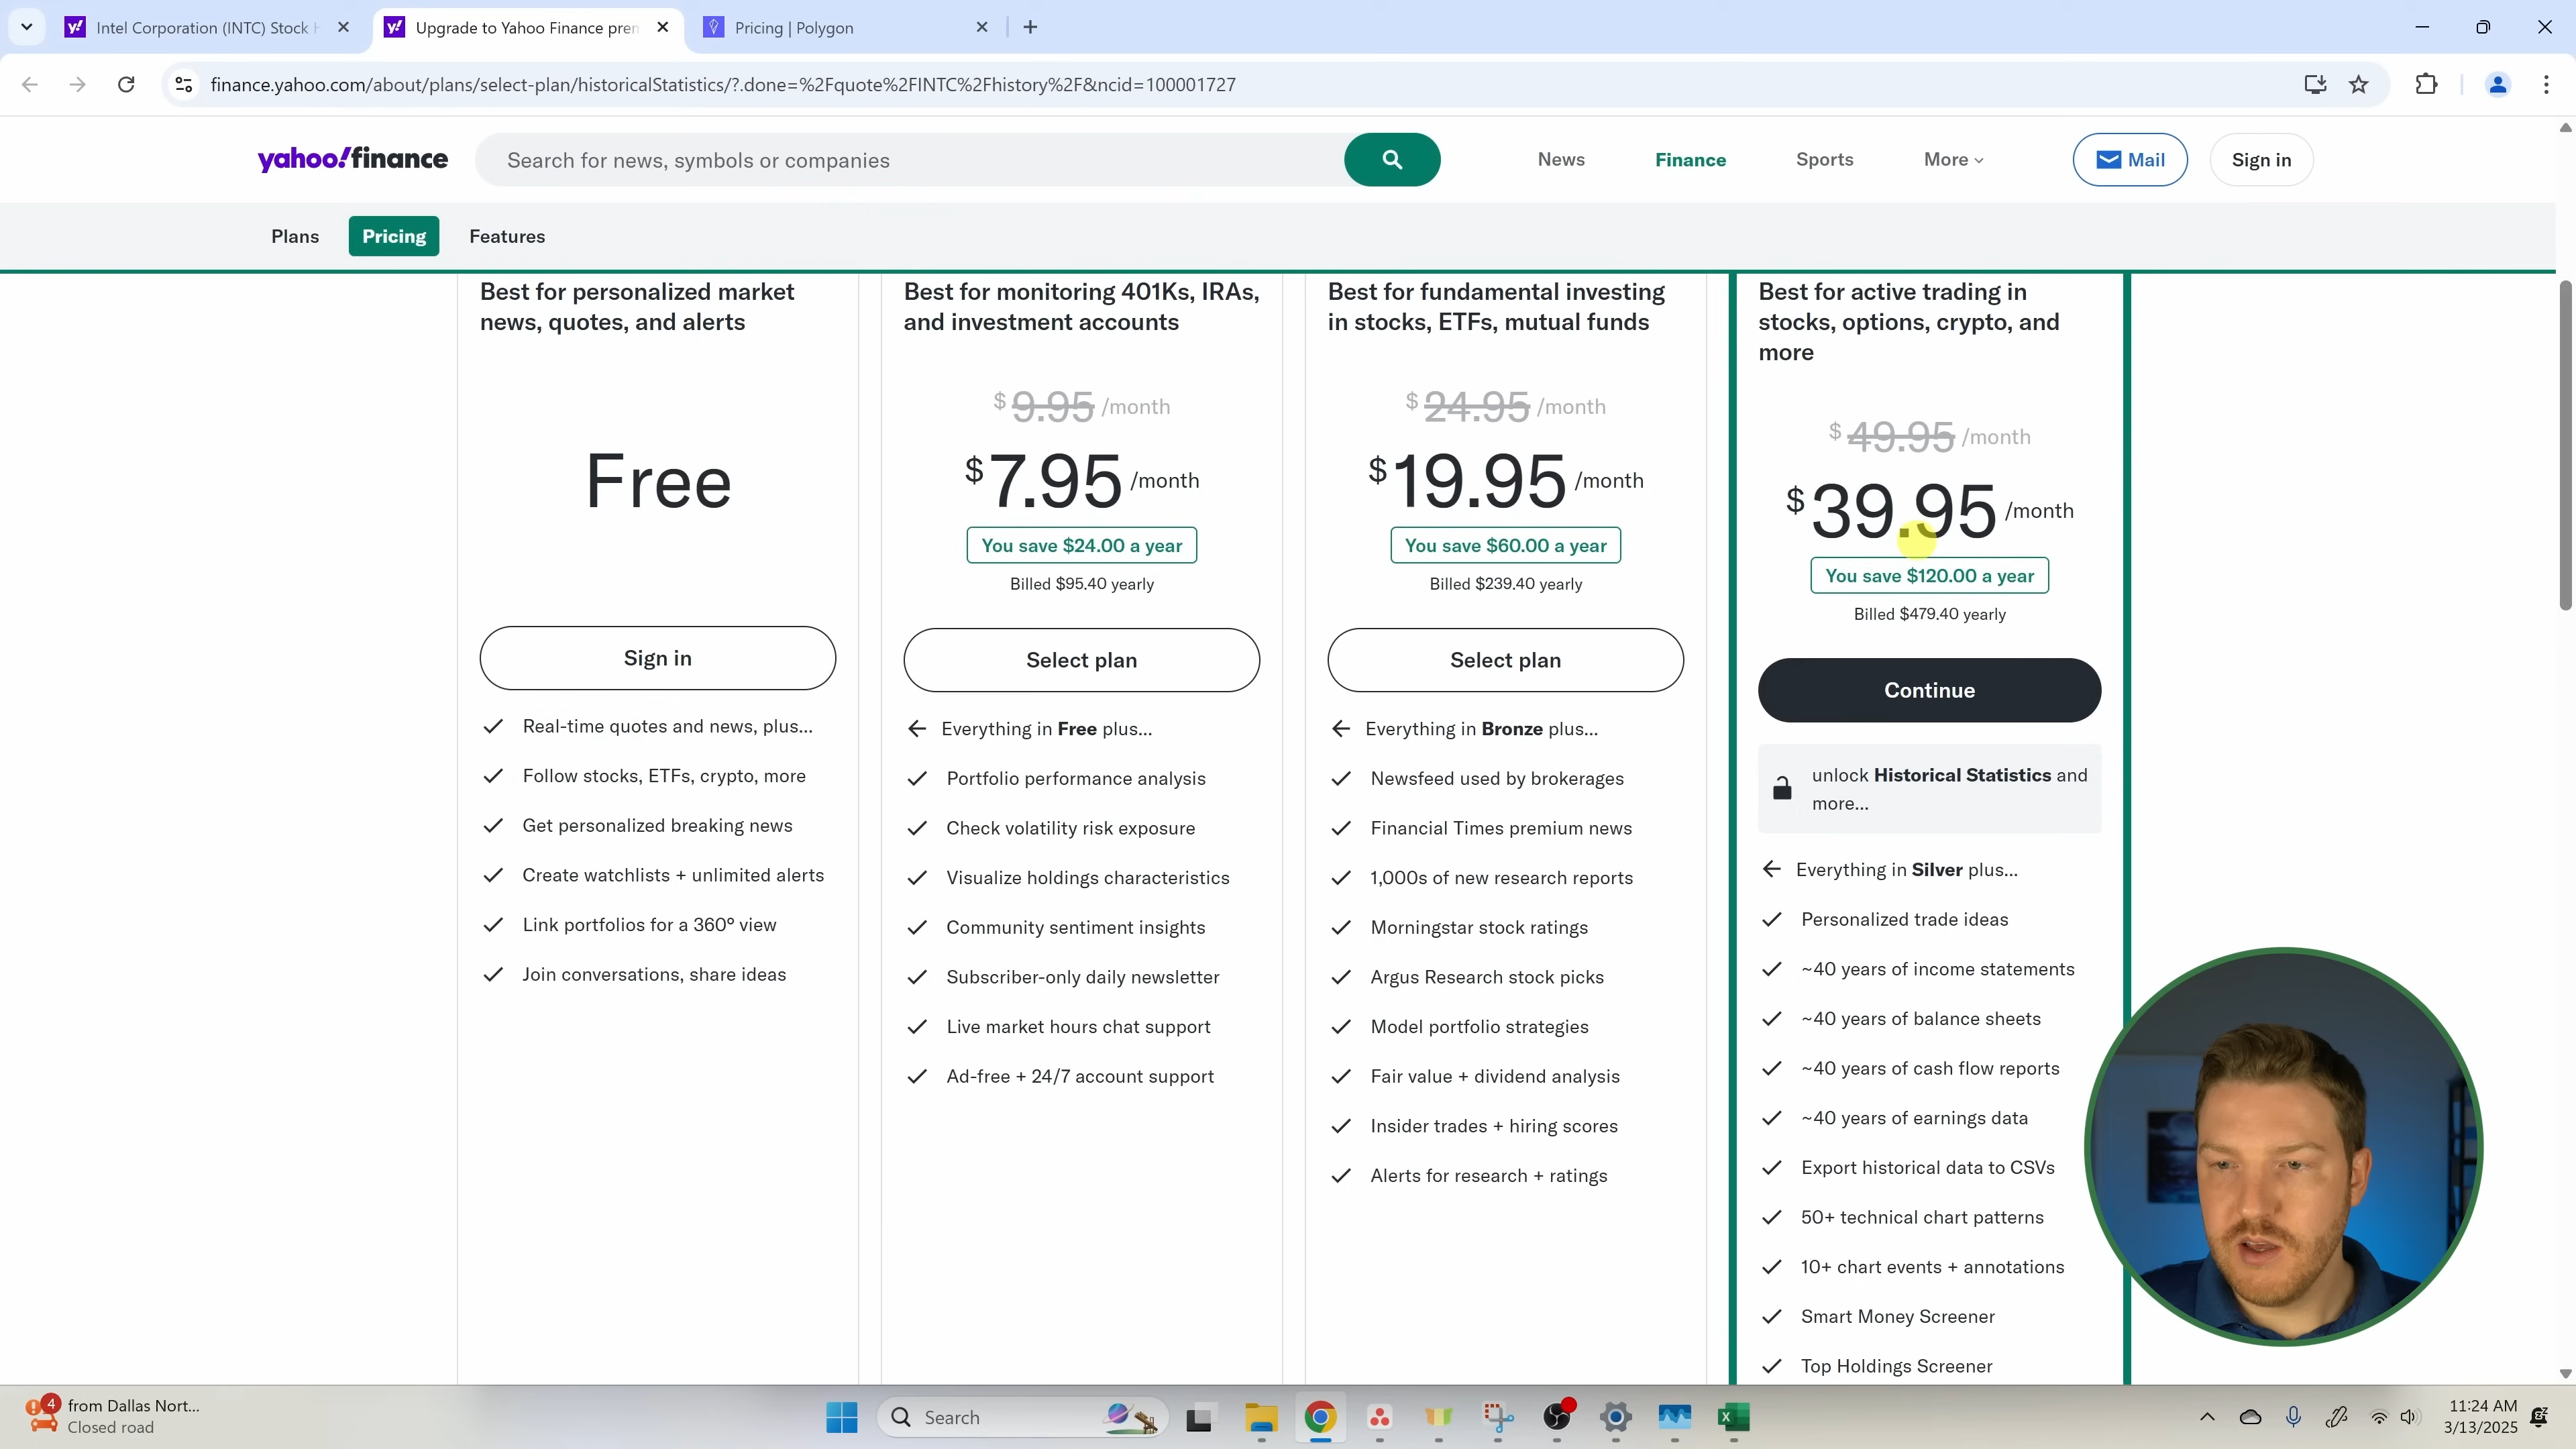 Intel Corporation (INTC) Stock H
Upgrade to Yahoo Finance prem
Pricing | Polygon
finance.yahoo.com/about/plans/select-plan/historicalStatistics/?.done=%2Fquote%2FINTC%2Fhistory%2F&ncid=100001727
yahoo!finance
Search for news, symbols or companies
News
Finance
Sports
More
Mail
Sign in
Plans
Pricing
Features
Best for personalized market
news, quotes, and alerts
Free
Sign in
Real-time quotes and news, plus...
Follow stocks, ETFs, crypto, more
Get personalized breaking news
Create watchlists + unlimited alerts
Link portfolios for a 360º view
Join conversations, share ideas
Best for monitoring 401Ks, IRAs,
and investment accounts
$ 9.95 /month
$ 7.95 /month
You save $24.00 a year
Billed $95.40 yearly
Select plan
Everything in Free plus...
Portfolio performance analysis
Check volatility risk exposure
Visualize holdings characteristics
Community sentiment insights
Subscriber-only daily newsletter
Live market hours chat support
Ad-free + 24/7 account support
Best for fundamental investing
in stocks, ETFs, mutual funds
$ 24.95 /month
$ 19.95 /month
You save $60.00 a year
Billed $239.40 yearly
Select plan
Everything in Bronze plus...
Newsfeed used by brokerages
Financial Times premium news
1,000s of new research reports
Morningstar stock ratings
Argus Research stock picks
Model portfolio strategies
Fair value + dividend analysis
Insider trades + hiring scores
Alerts for research + ratings
Best for active trading in
stocks, options, crypto, and
more
$ 49.95 /month
$ 39.95 /month
You save $120.00 a year
Billed $479.40 yearly
Continue
unlock Historical Statistics and
more...
Everything in Silver plus...
Personalized trade ideas
~40 years of income statements
~40 years of balance sheets
~40 years of cash flow reports
~40 years of earnings data
Export historical data to CSVs
50+ technical chart patterns
10+ chart events + annotations
Smart Money Screener
Top Holdings Screener
4
from Dallas Nort...
Closed road
Search
11:24 AM
3/13/2025